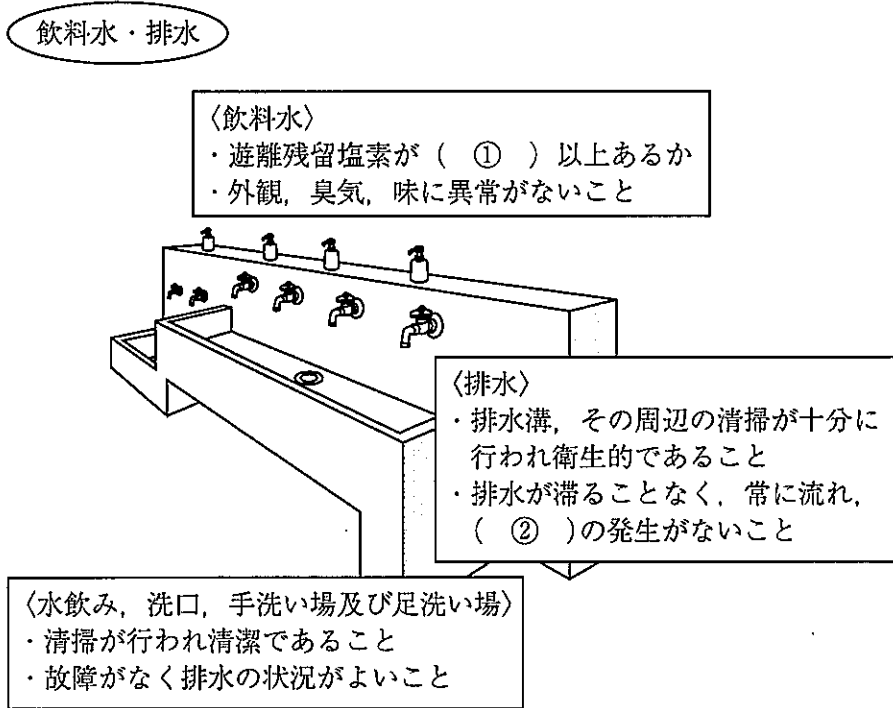 飲料水・排水
〈飲料水〉
・遊離残留塩素が（　①　）以上あるか
・外観，臭気，味に異常がないこと
〈排水〉
・排水溝，その周辺の清掃が十分に
行われ衛生的であること
・排水が滞ることなく，常に流れ，
（　②　）の発生がないこと
〈水飲み，洗口，手洗い場及び足洗い場〉
・清掃が行われ清潔であること
・故障がなく排水の状況がよいこと